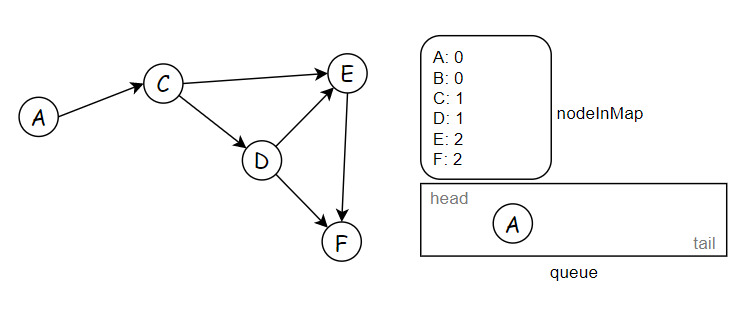 A
C
E
D
F
A: 0
B: 0
C: 1
D: 1
E: 2
F: 2
nodeInMap
head
A
tail
queue